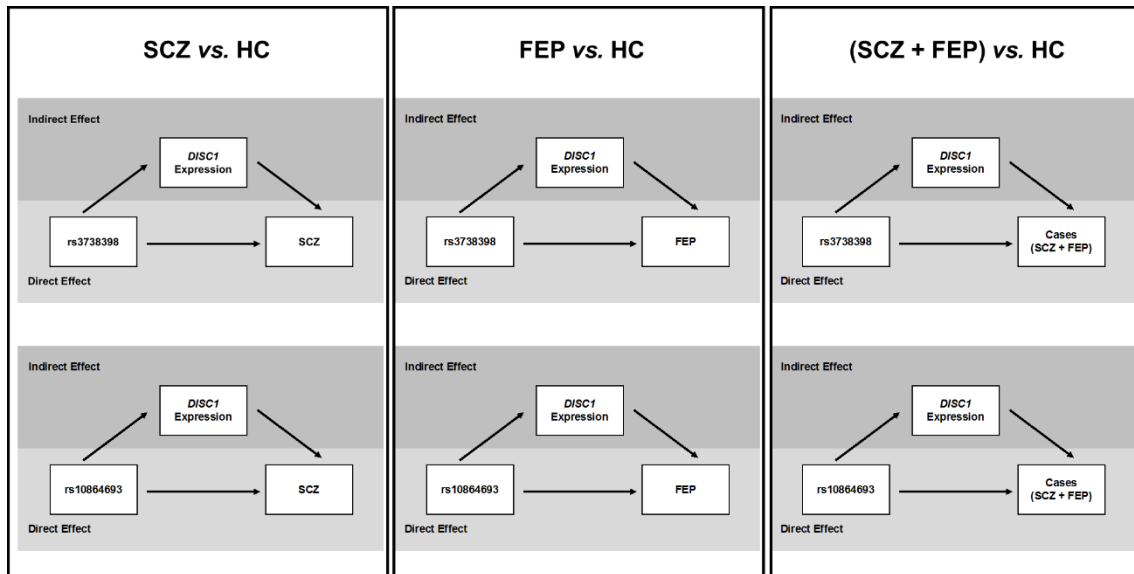 SCZ vs. HC
Indirect Effect
DISC1
Expression
rs3738398
SCZ
Direct Effect
Indirect Effect
DISC1
Expression
rs10864693
SCZ
Direct Effect
FEP vs. HC
Indirect Effect
DISC1
Expression
rs3738398
FEP
Direct Effect
Indirect Effect
DISC1
Expression
rs10864693
FEP
Direct Effect
(SCZ + FEP) vs. HC
Indirect Effect
DISC1
Expression
rs3738398
Cases
(SCZ + FEP)
Direct Effect
Indirect Effect
DISC1
Expression
rs10864693
Cases
(SCZ + FEP)
Direct Effect